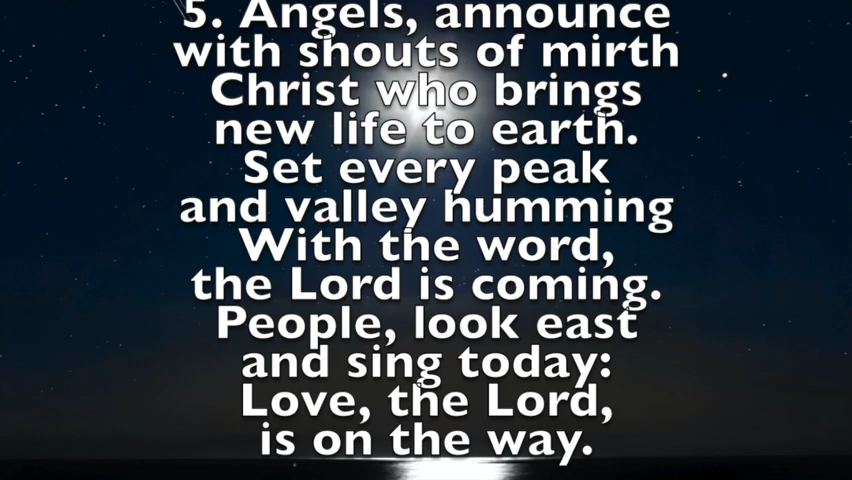 5. Angels, announce
with shouts of mirth
Christ who brings
new life to earth.
Set every peak
and valley humming
With the word,
the Lord is coming.
People, look east
and sing today:
Love, the Lord,
is on the way.